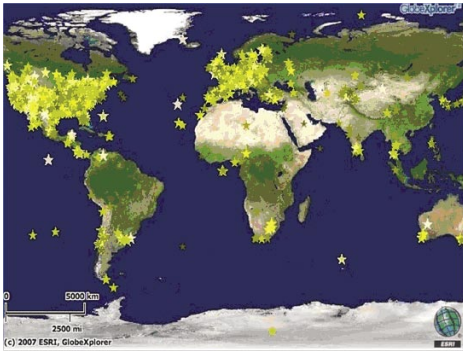 GlobeXplorer
0 5000 km
2500 mi
(c) 2007 ESRI, GlobeXplorer
ESRI